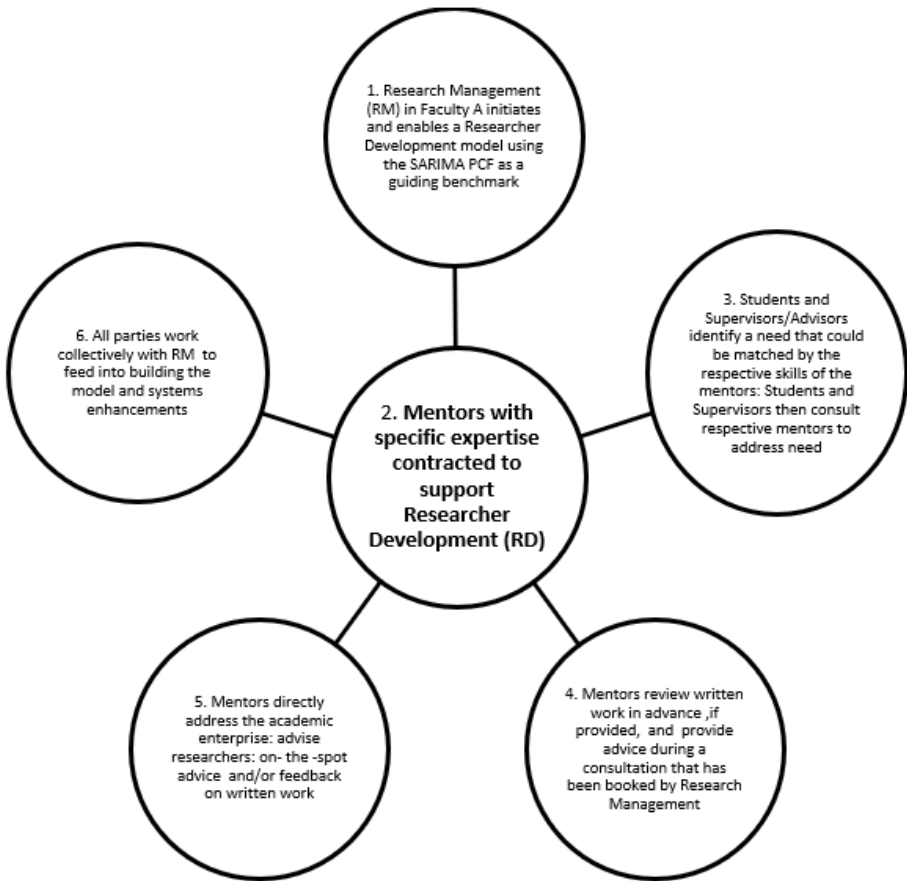 1. Research Management
(RM) in Faculty A initiates
and enables a Researcher
Development model using
the SARIMA PCF as a
guiding benchmark
2. Mentors with
specific expertise
contracted to
support
Researcher
Development (RD)
3. Students and
Supervisors/Advisors
identify a need that could
be matched by the
respective skills of the
mentors: Students and
Supervisors then consult
respective mentors to
address need
4. Mentors review written
work in advance ,if
provided, and provide
advice during a
consultation that has
been booked by Research
Management
5. Mentors directly
address the academic
enterprise: advise
researchers: on- the -spot
advice and/or feedback
on written work
6. All parties work
collectively with RM to
feed into building the
model and systems
enhancements